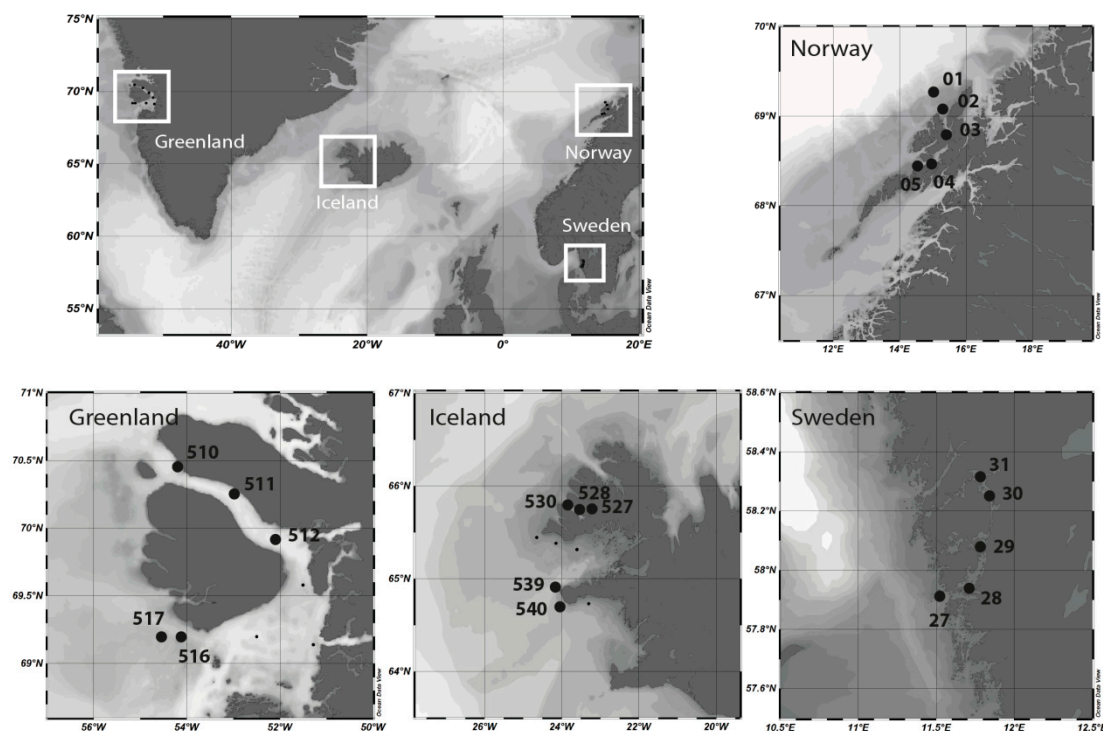 75°N
70°N
65°N
60°N
55°N
40°W
20°W
0°
20°E
Greenland
Iceland
Norway
Sweden
Ocean Data View
Norway
70°N
69°N
68°N
67°N
12°E
14°E
16°E
18°E
01
02
03
04
05
Ocean Data View
Greenland
71°N
70.5°N
70°N
69.5°N
69°N
56°W
54°W
52°W
50°W
510
511
512
517
516
Ocean Data View
Iceland
67°N
66°N
65°N
64°N
26°W
24°W
22°W
20°W
530
528
527
539
540
Ocean Data View
Sweden
58.6°N
58.4°N
58.2°N
58°N
57.8°N
57.6°N
10.5°E
11°E
11.5°E
12°E
12.5°E
31
30
29
28
27
Ocean Data View